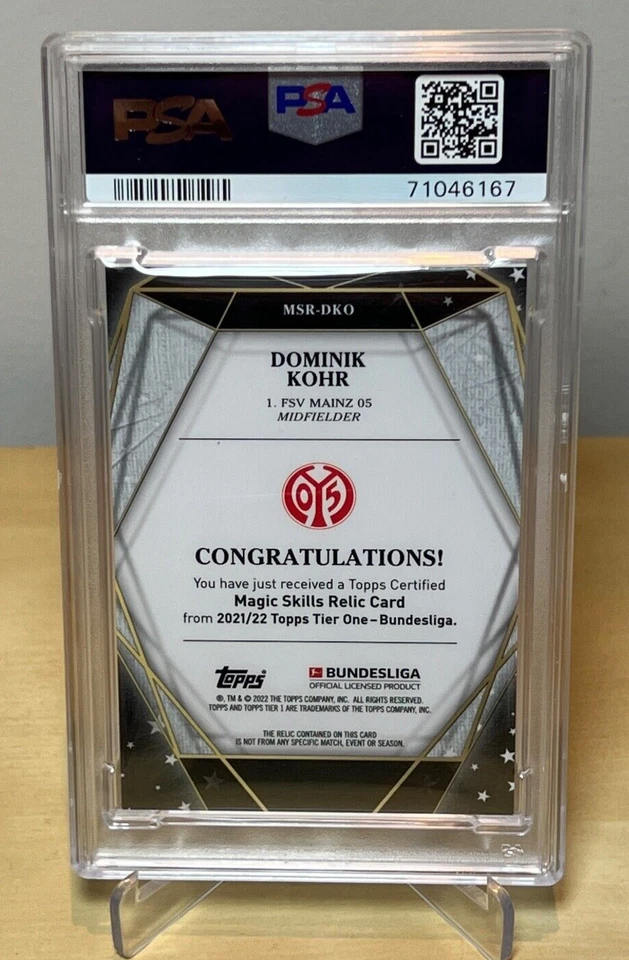 PSA
PSA
71046167
MSR-DKO
DOMINIK
KOHR
1. FSV MAINZ 05
MIDFIELDER
05
CONGRATULATIONS!
You have just received a Topps Certified
Magic Skills Relic Card
from 2021/22 Topps Tier One – Bundesliga.
topps
BUNDESLIGA
OFFICIAL LICENSED PRODUCT
®, TM & © 2022 THE TOPPS COMPANY, INC. ALL RIGHTS RESERVED.
TOPPS AND TOPPS TIER 1 ARE TRADEMARKS OF THE TOPPS COMPANY, INC.
THE RELIC CONTAINED ON THIS CARD
IS NOT FROM ANY SPECIFIC MATCH, EVENT OR SEASON.
PSA